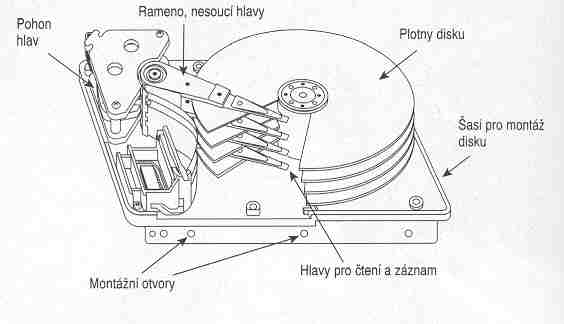 Rameno, nesoucí hlavy
Pohon
hlav
Plotny disku
Šasi pro montáž
disku
Hlavy pro čtení a záznam
Montážní otvory